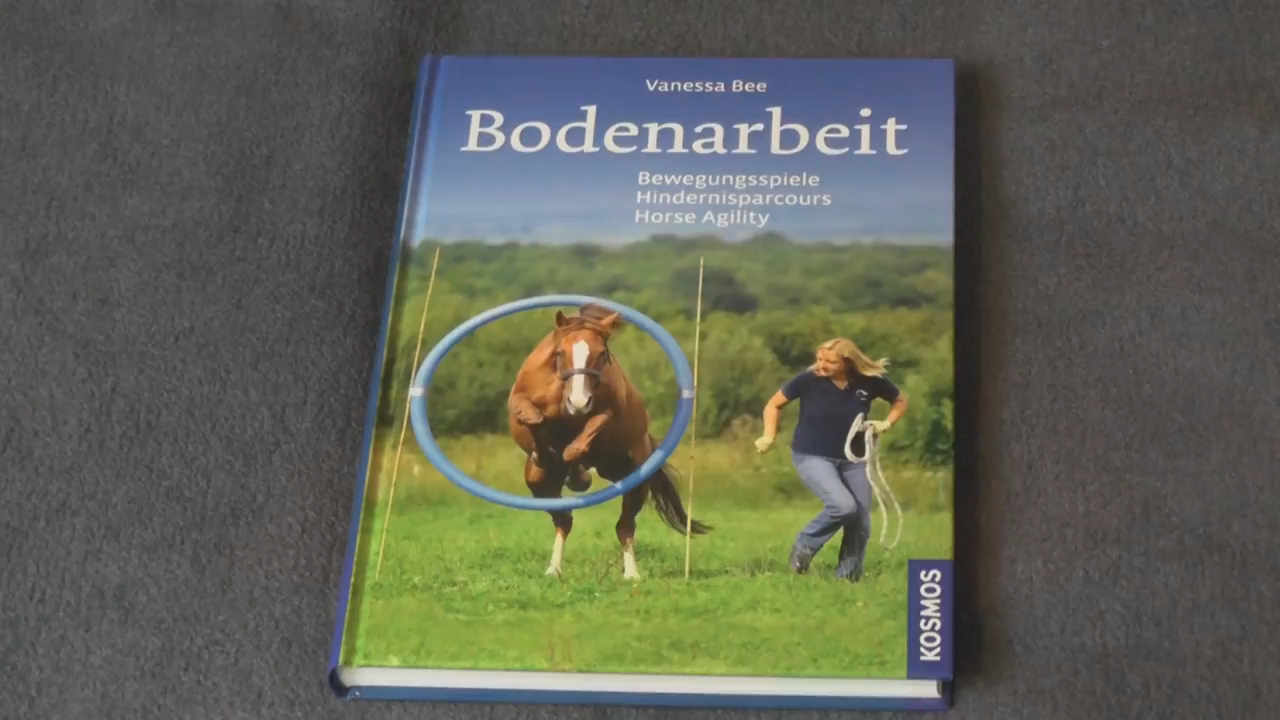 Vanessa Bee
Bodenarbeit
Bewegungsspiele
Hindernisparcours
Horse Agility
KOSMOS